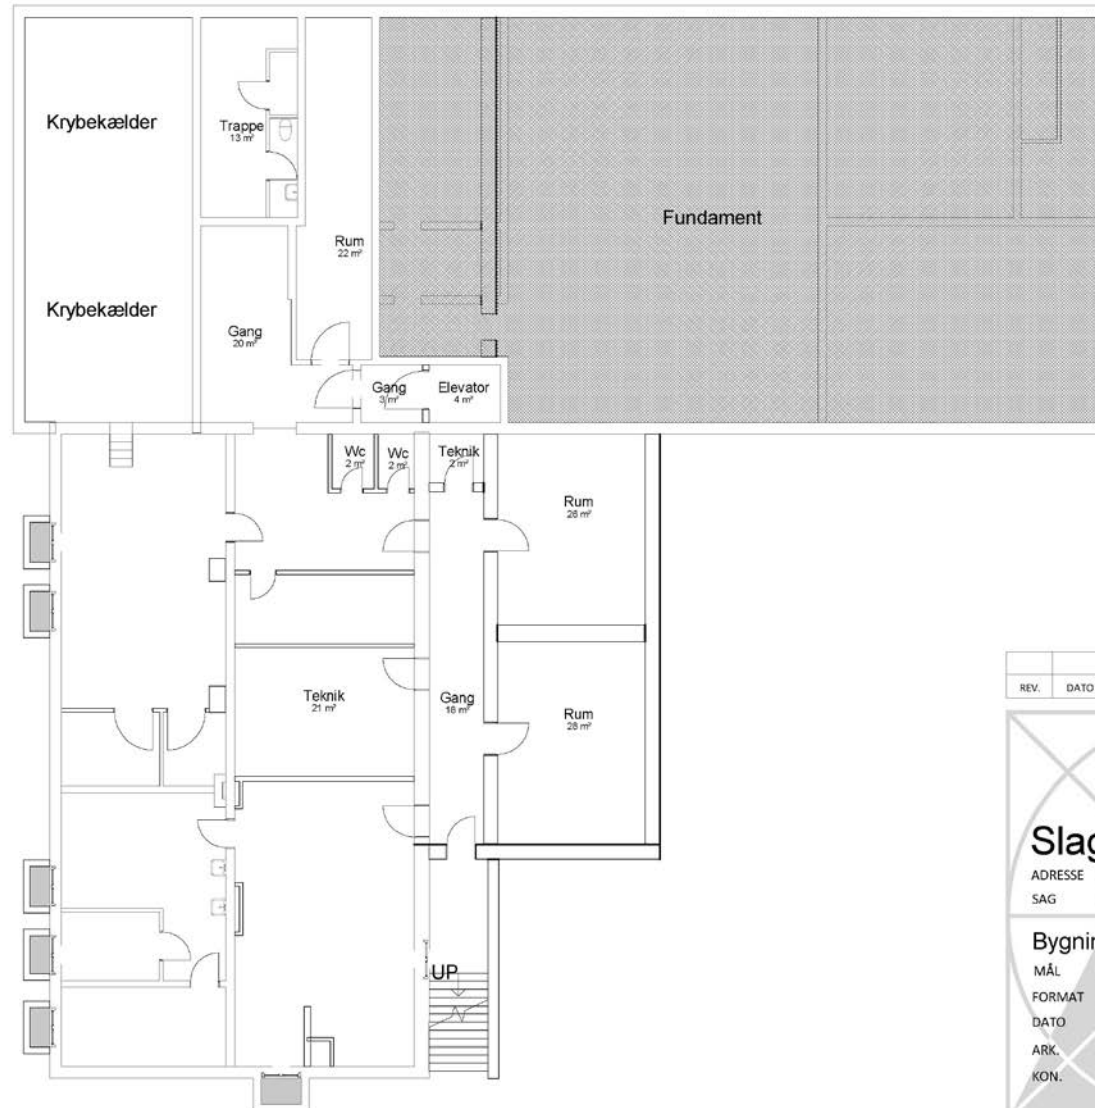 Krybekælder
Trappe
13 m²
Fundament
Rum
22 m²
Krybekælder
Gang
20 m²
Gang
3 m²
Elevator
4 m²
Wc
2 m²
Wc
2 m²
Teknik
2 m²
Rum
28 m²
Teknik
21 m²
Gang
18 m²
Rum
28 m²
UP
REV. DATO
Slag
ADRESSE
SAG
Bygnin
MÅL
FORMAT
DATO
ARK.
KON.